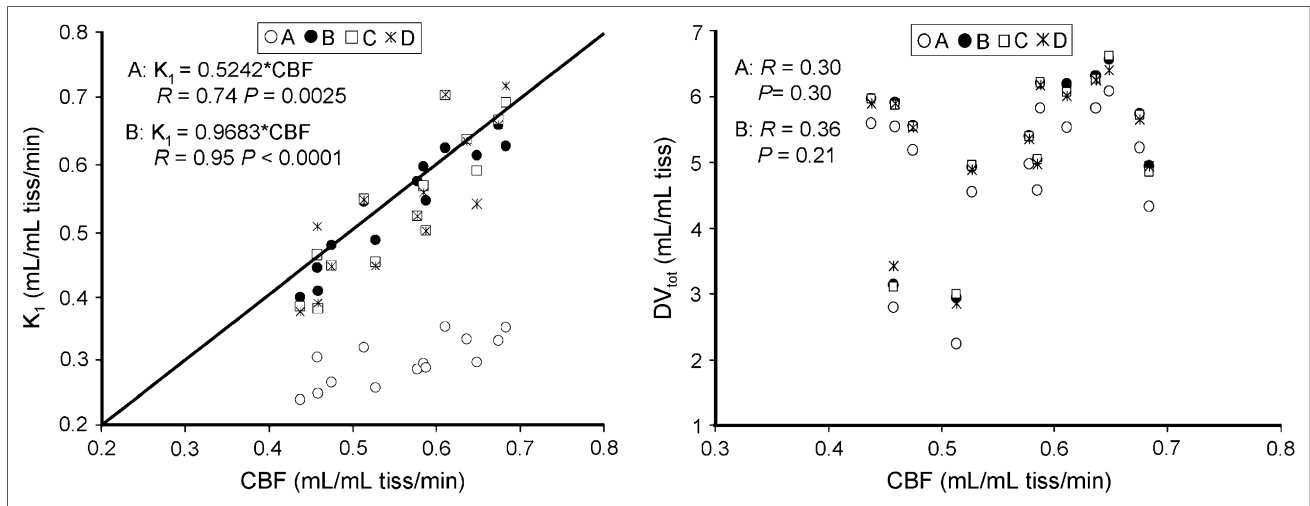 A B C D
A: K1 = 0.5242*CBF
R = 0.74 P = 0.0025
B: K1 = 0.9683*CBF
R = 0.95 P < 0.0001
K1 (mL/mL tiss/min)
0.8
0.7
0.6
0.5
0.4
0.3
0.2
0.2 0.3 0.4 0.5 0.6 0.7 0.8
CBF (mL/mL tiss/min)
A B C D
A: R = 0.30
P= 0.30
B: R = 0.36
P = 0.21
DVtot (mL/mL tiss)
7
6
5
4
3
2
1
0.3 0.4 0.5 0.6 0.7 0.8
CBF (mL/mL tiss/min)